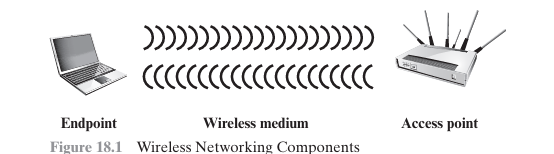 Endpoint Wireless medium Access point
Figure 18.1 Wireless Networking Components